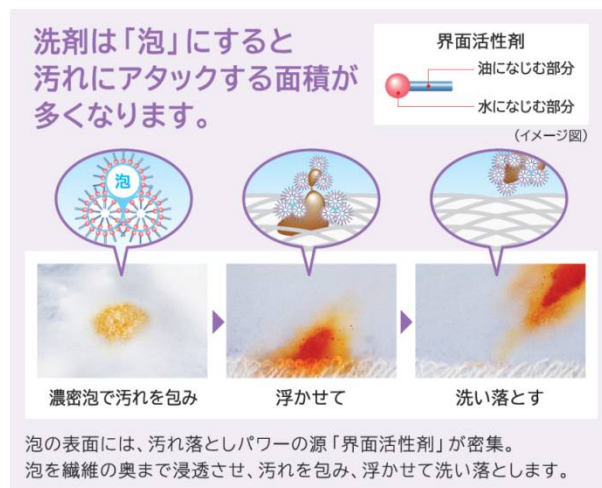 洗剤は「泡」にすると
汚れにアタックする面積が
多くなります。
界面活性剤
油になじむ部分
水になじむ部分
（イメージ図）
泡
濃密泡で汚れを包み
浮かせて
洗い落とす
泡の表面には、汚れ落としパワーの源「界面活性剤」が密集。
泡を繊維の奥まで浸透させ、汚れを包み、浮かせて洗い落とします。